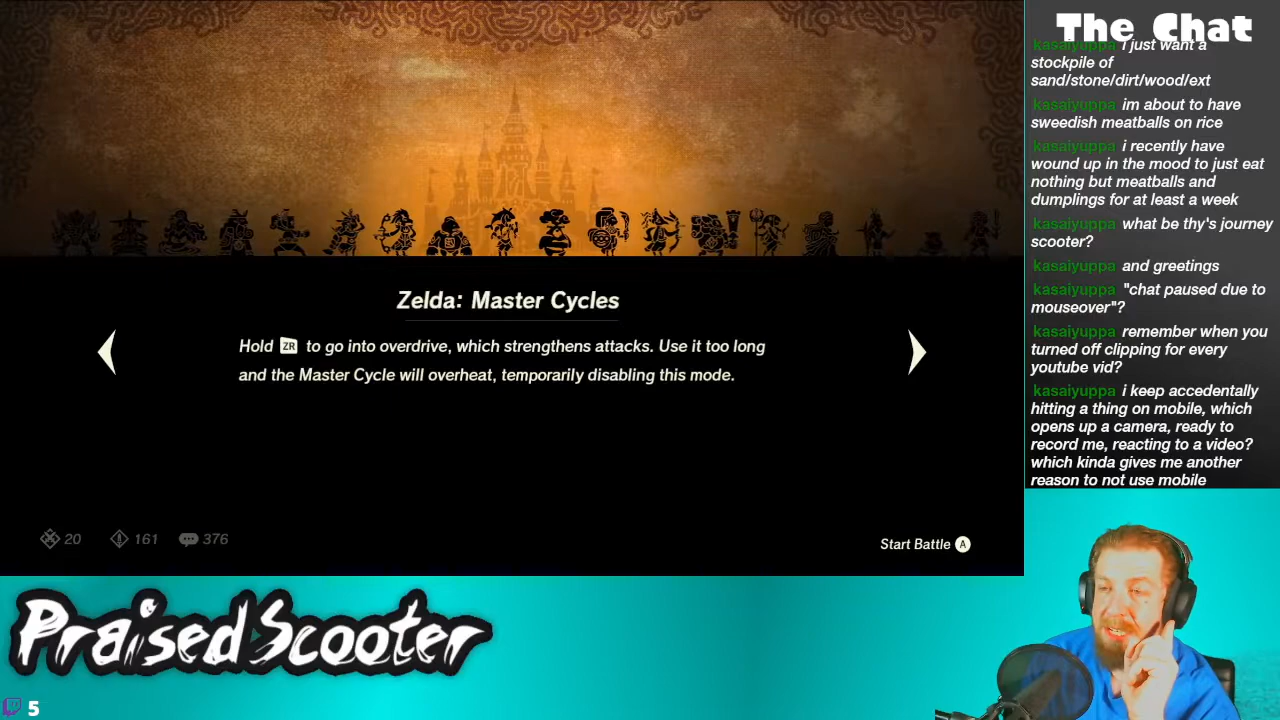 The Chat
kasaiyuppa I just want a
stockpile of
sand/stone/dirt/wood/ext
kasaiyuppa im about to have
sweedish meatballs on rice
kasaiyuppa i recently have
wound up in the mood to just eat
nothing but meatballs and
dumplings for at least a week
kasaiyuppa what be thy's journey
scooter?
kasaiyuppa and greetings
kasaiyuppa "chat paused due to
mouseover"?
kasaiyuppa remember when you
turned off clipping for every
youtube vid?
kasaiyuppa i keep accedentally
hitting a thing on mobile, which
opens up a camera, ready to
record me, reacting to a video?
which kinda gives me another
reason to not use mobile
Zelda: Master Cycles
Hold ZR to go into overdrive, which strengthens attacks. Use it too long
and the Master Cycle will overheat, temporarily disabling this mode.
20 161 376
Start Battle A
PraisedScooter
5